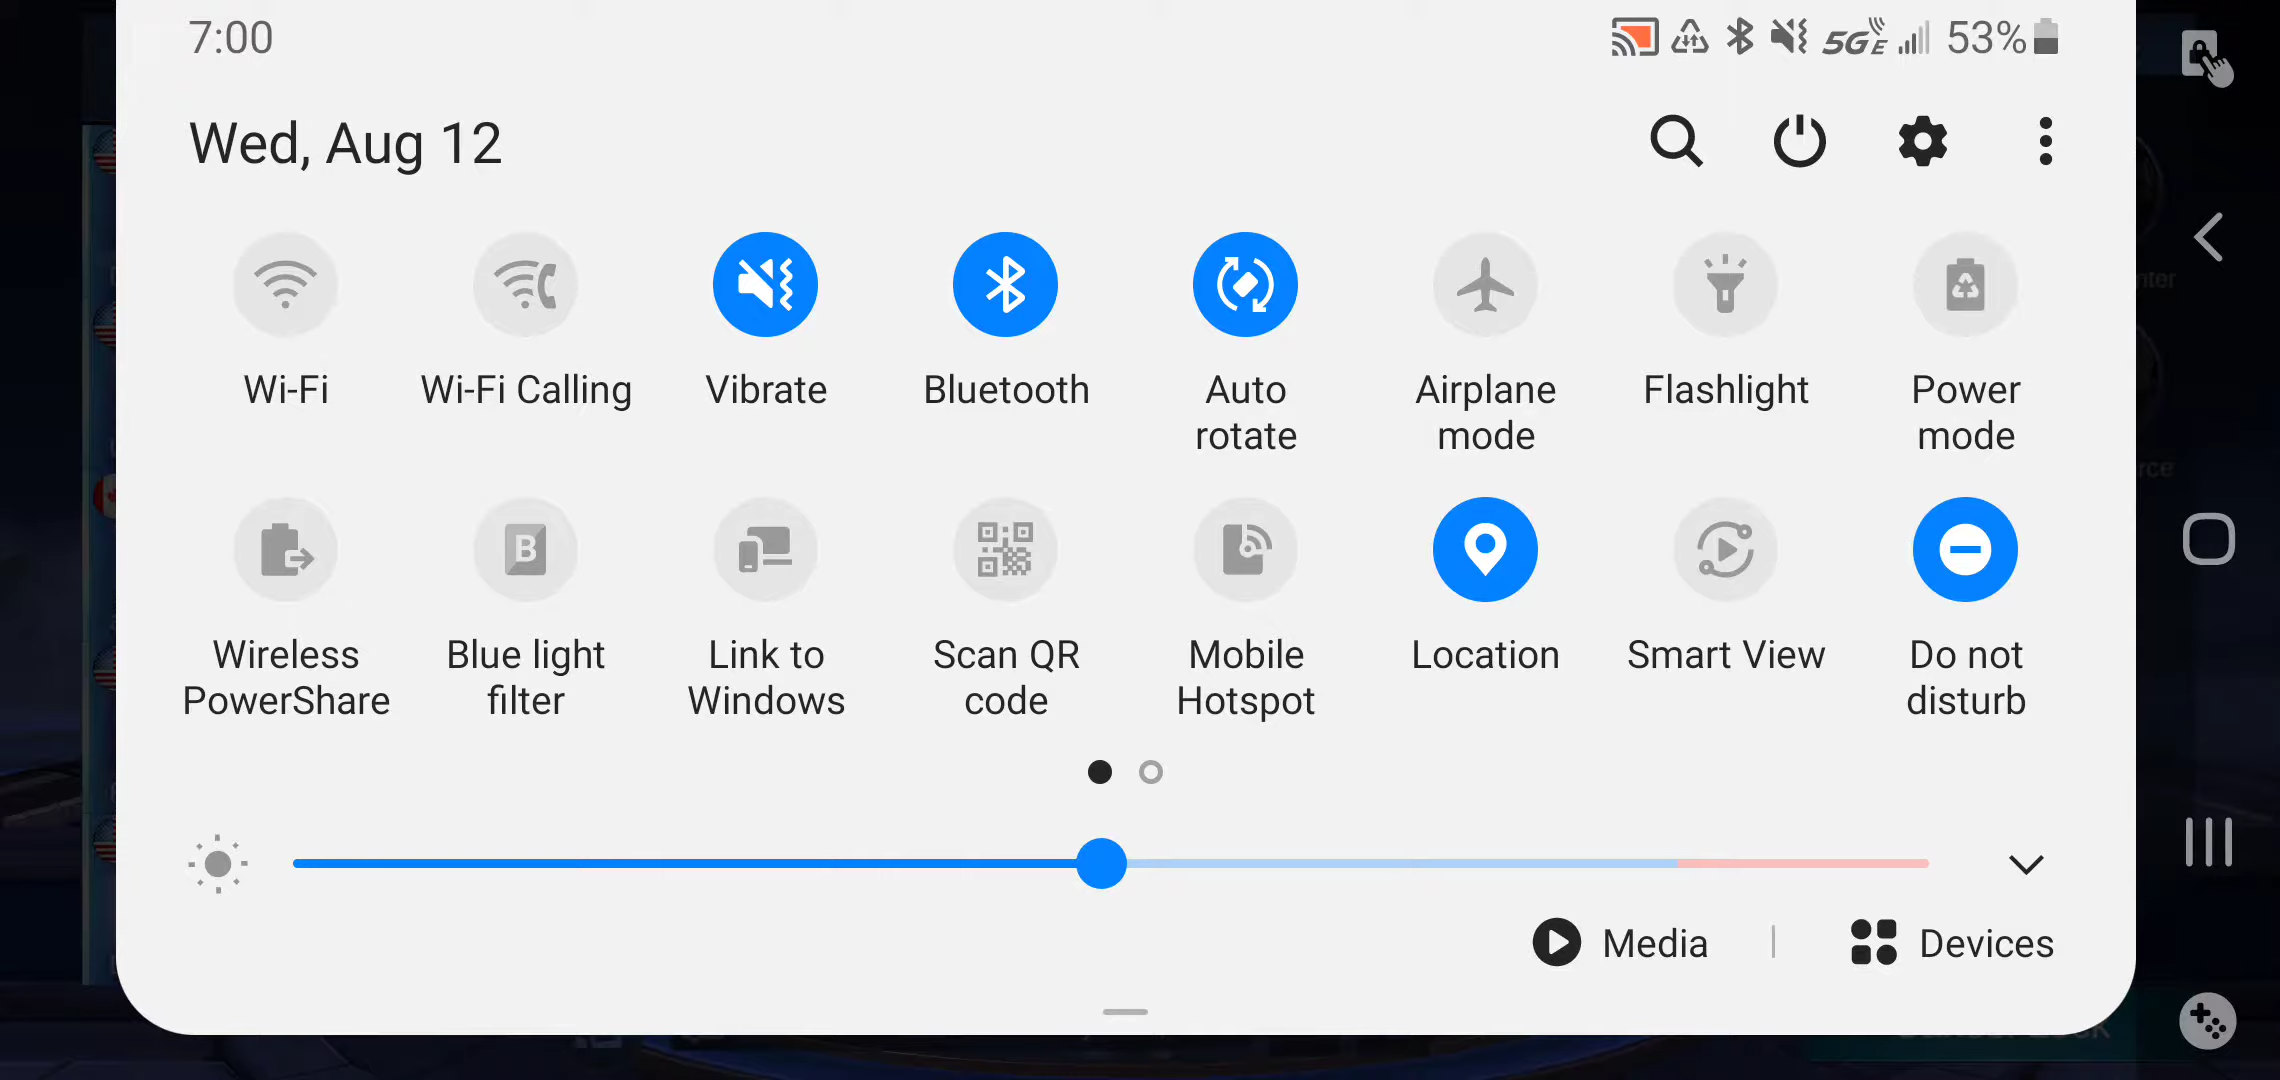 7:00
5GE 53%
Wed, Aug 12
Wi-Fi
Wi-Fi Calling
Vibrate
Bluetooth
Auto
rotate
Airplane
mode
Flashlight
Power
mode
Wireless
PowerShare
B
Blue light
filter
Link to
Windows
Scan QR
code
Mobile
Hotspot
Location
Smart View
Do not
disturb
Media
Devices